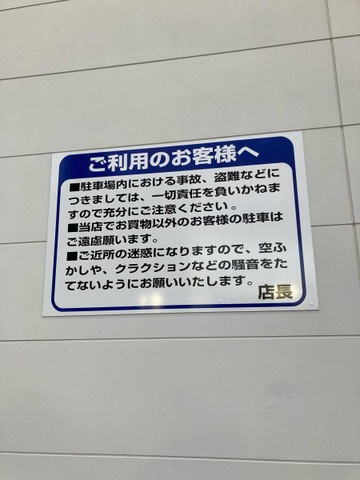 ご利用のお客様へ
■駐車場内における事故、盗難などに
つきましては、一切責任を負いかねま
すので充分にご注意ください。
■当店でお買物以外のお客様の駐車は
ご遠慮願います。
■ご近所の迷惑になりますので、空ふ
かしや、クラクションなどの騒音をた
てないようにお願いいたします。
店長